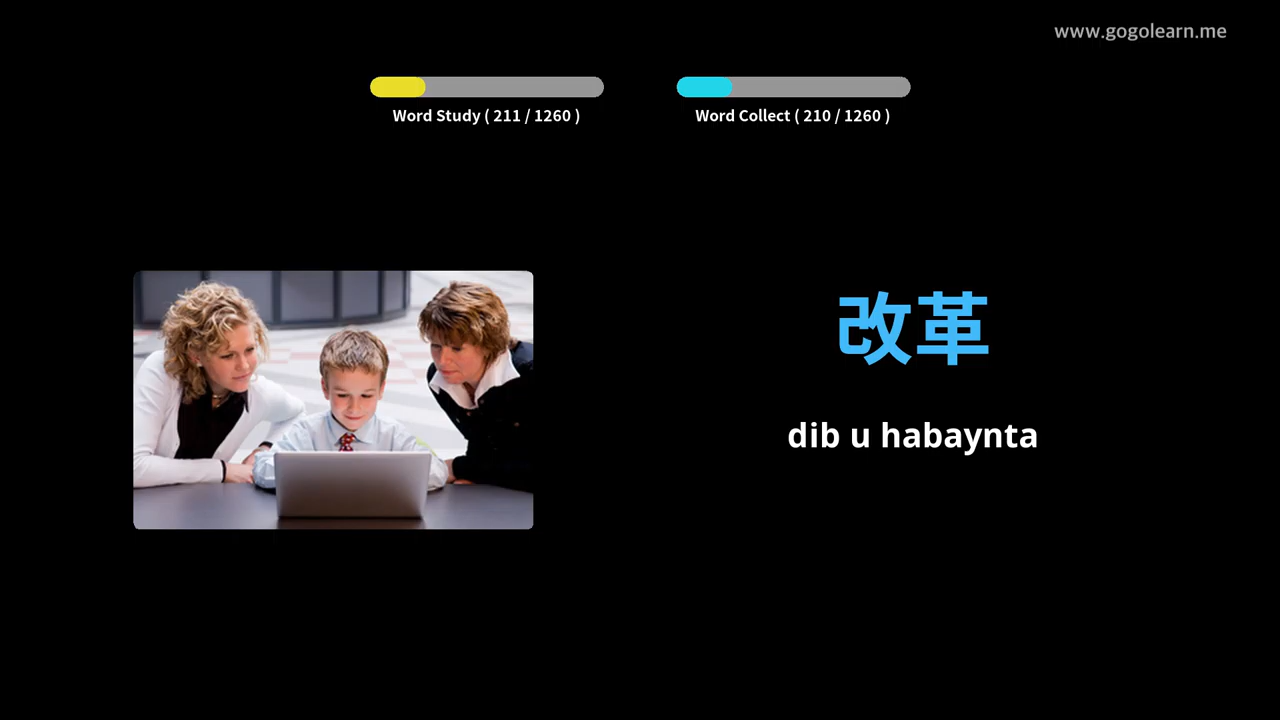 www.gogolearn.me
Word Study ( 211 / 1260 )
Word Collect ( 210 / 1260 )
改革
dib u habaynta